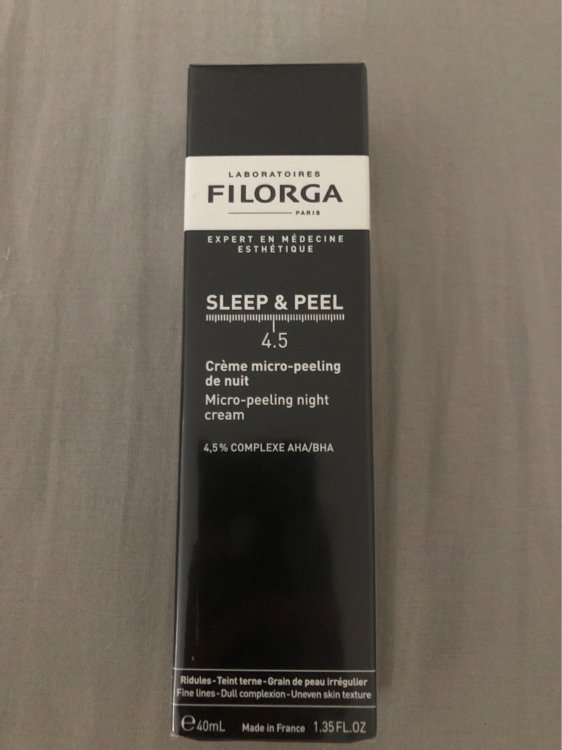 LABORATOIRES
FILORGA
PARIS
EXPERT EN MÉDECINE
ESTHÉTIQUE
SLEEP & PEEL
4.5
Crème micro-peeling
de nuit
Micro-peeling night
cream
4,5% COMPLEXE AHA/BHA
Ridules-Teint terne-Grain de peau irrégulier
Fine lines-Dull complexion-Uneven skin texture
℮40mL Made in France 1.35 FL.OZ